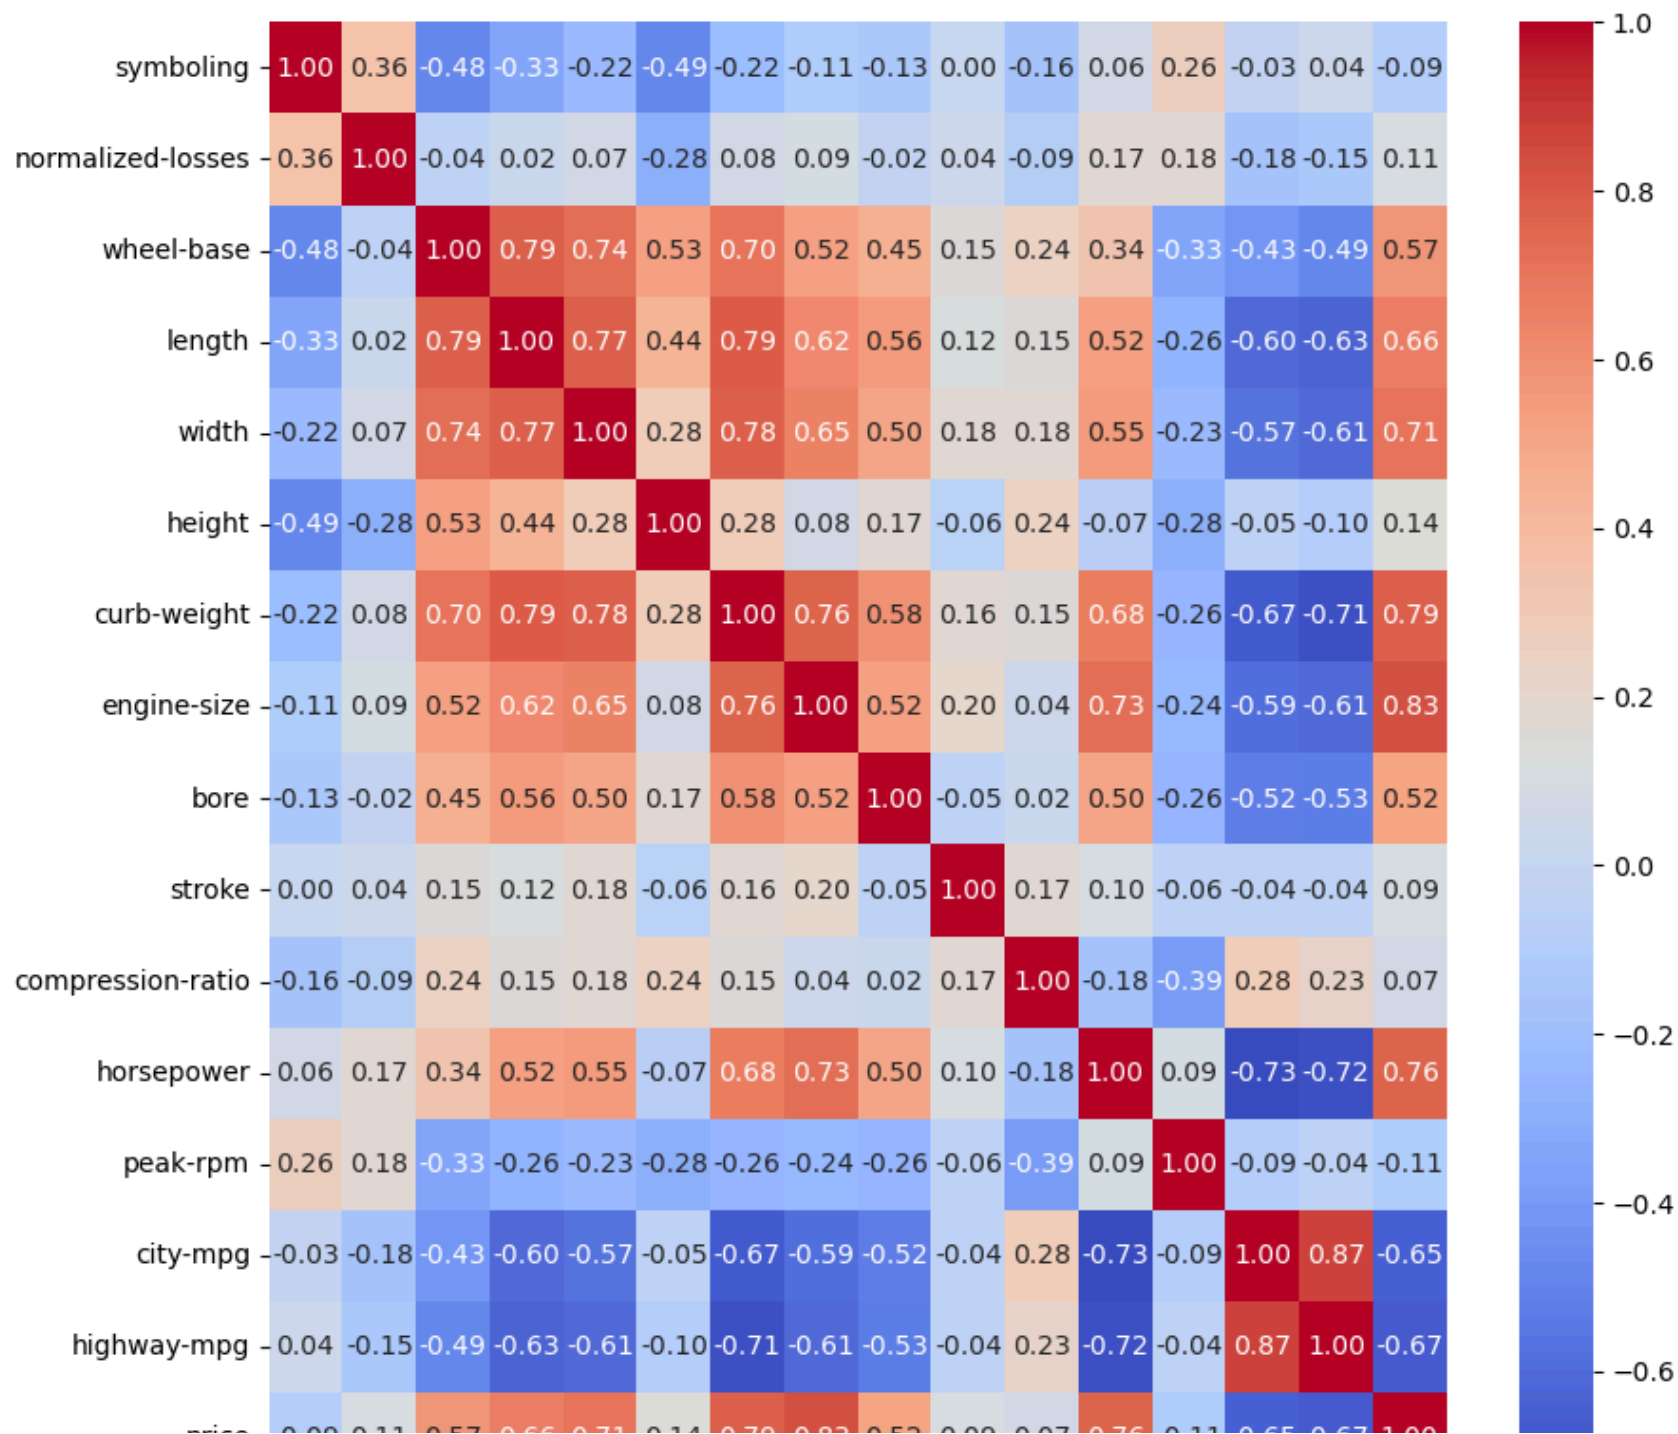 symboling 1.00 0.36 -0.48 -0.33 -0.22 -0.49 -0.22 -0.11 -0.13 0.00 -0.16 0.06 0.26 -0.03 0.04 -0.09
normalized-losses 0.36 1.00 -0.04 0.02 0.07 -0.28 0.08 0.09 -0.02 0.04 -0.09 0.17 0.18 -0.18 -0.15 0.11
wheel-base -0.48 -0.04 1.00 0.79 0.74 0.53 0.70 0.52 0.45 0.15 0.24 0.34 -0.33 -0.43 -0.49 0.57
length -0.33 0.02 0.79 1.00 0.77 0.44 0.79 0.62 0.56 0.12 0.15 0.52 -0.26 -0.60 -0.63 0.66
width -0.22 0.07 0.74 0.77 1.00 0.28 0.78 0.65 0.50 0.18 0.18 0.55 -0.23 -0.57 -0.61 0.71
height -0.49 -0.28 0.53 0.44 0.28 1.00 0.28 0.08 0.17 -0.06 0.24 -0.07 -0.28 -0.05 -0.10 0.14
curb-weight -0.22 0.08 0.70 0.79 0.78 0.28 1.00 0.76 0.58 0.16 0.15 0.68 -0.26 -0.67 -0.71 0.79
engine-size -0.11 0.09 0.52 0.62 0.65 0.08 0.76 1.00 0.52 0.20 0.04 0.73 -0.24 -0.59 -0.61 0.83
bore -0.13 -0.02 0.45 0.56 0.50 0.17 0.58 0.52 1.00 -0.05 0.02 0.50 -0.26 -0.52 -0.53 0.52
stroke 0.00 0.04 0.15 0.12 0.18 -0.06 0.16 0.20 -0.05 1.00 0.17 0.10 -0.06 -0.04 -0.04 0.09
compression-ratio -0.16 -0.09 0.24 0.15 0.18 0.24 0.15 0.04 0.02 0.17 1.00 -0.18 -0.39 0.28 0.23 0.07
horsepower 0.06 0.17 0.34 0.52 0.55 -0.07 0.68 0.73 0.50 0.10 -0.18 1.00 0.09 -0.73 -0.72 0.76
peak-rpm 0.26 0.18 -0.33 -0.26 -0.23 -0.28 -0.26 -0.24 -0.26 -0.06 -0.39 0.09 1.00 -0.09 -0.04 -0.11
city-mpg -0.03 -0.18 -0.43 -0.60 -0.57 -0.05 -0.67 -0.59 -0.52 -0.04 0.28 -0.73 -0.09 1.00 0.87 -0.65
highway-mpg 0.04 -0.15 -0.49 -0.63 -0.61 -0.10 -0.71 -0.61 -0.53 -0.04 0.23 -0.72 -0.04 0.87 1.00 -0.67
1.0
0.8
0.6
0.4
0.2
0.0
−0.2
−0.4
−0.6